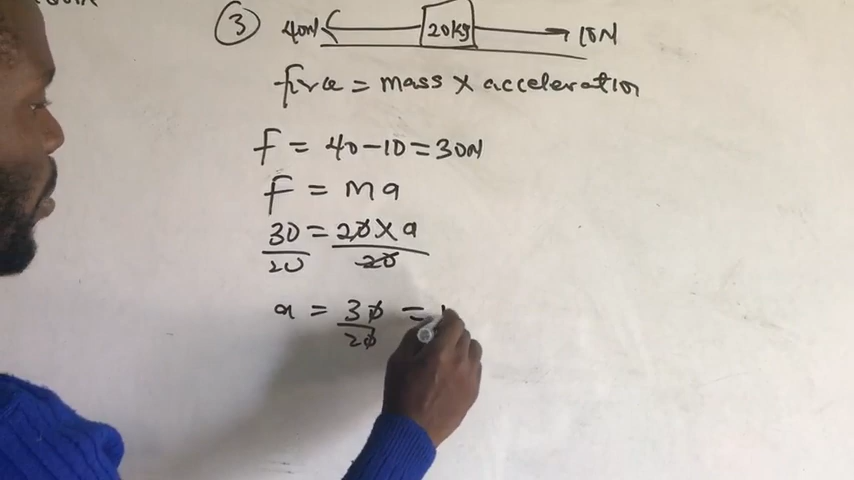 ③ 40N 20kg 10N
force = mass x acceleration
F = 40 - 10 = 30N
F = ma
30 = 20 x a
20 20
a = 30 =
20